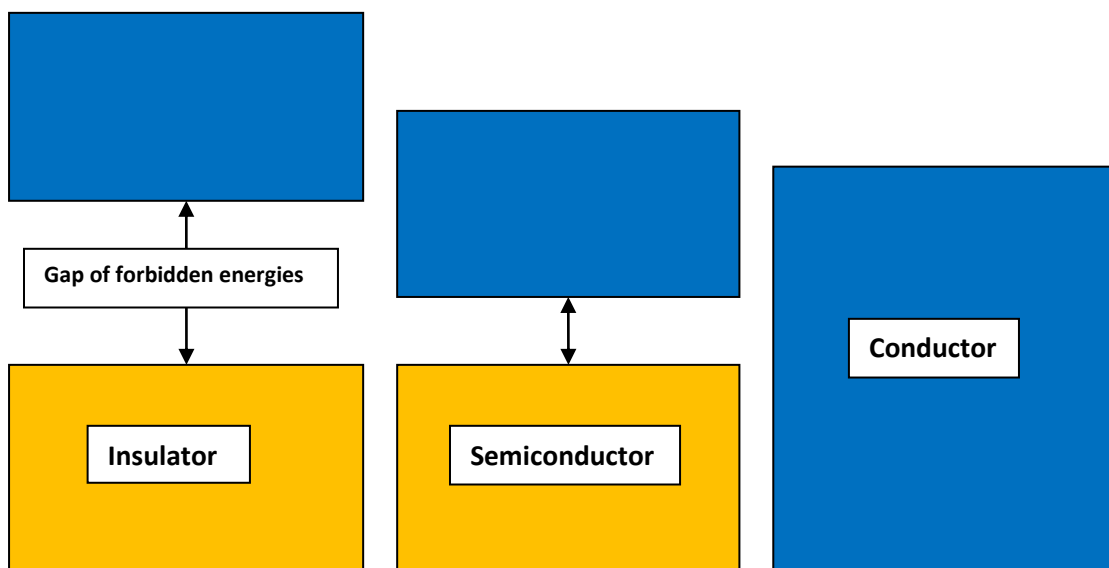 Gap of forbidden energies
Conductor
Insulator
Semiconductor